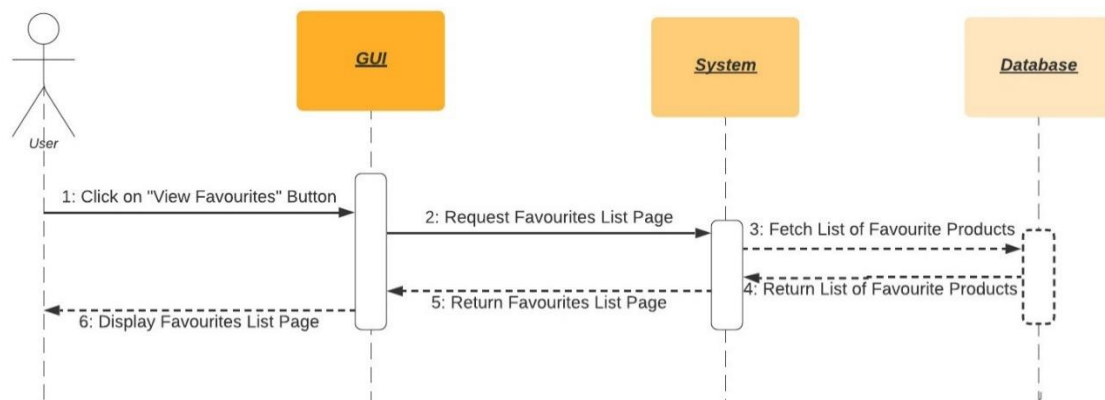 GUI
System
Database
User
1: Click on "View Favourites" Button
2: Request Favourites List Page
3: Fetch List of Favourite Products
4: Return List of Favourite Products
5: Return Favourites List Page
6: Display Favourites List Page